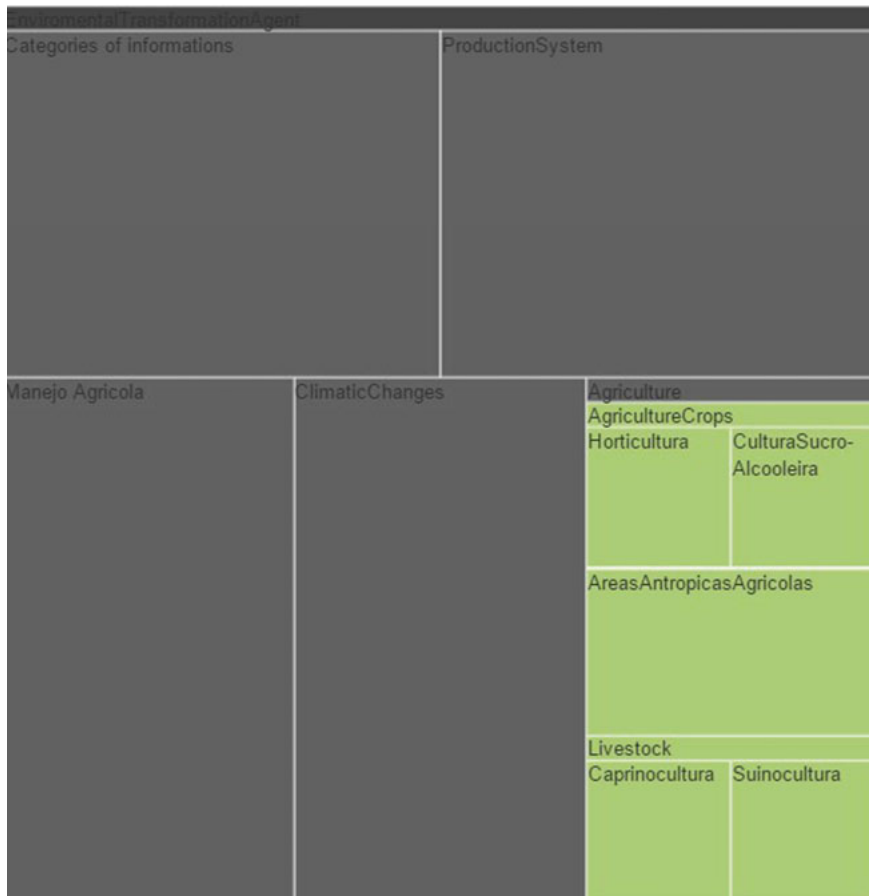 EnviromentalTransformationAgent
Categories of informations
ProductionSystem
Manejo Agricola
ClimaticChanges
Agriculture
AgricultureCrops
Horticultura
CulturaSucro-
Alcooleira
AreasAntropicasAgricolas
Livestock
Caprinocultura
Suinocultura